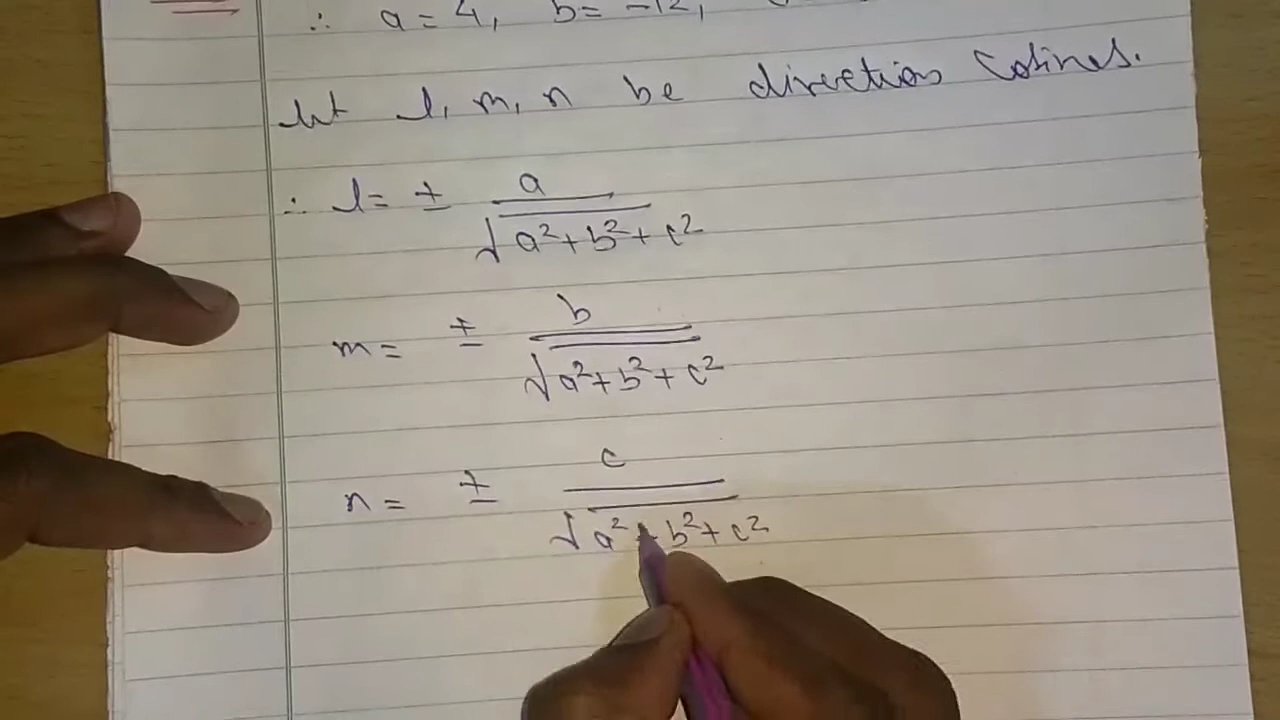 ∴ a = 4, b = -12,
let l, m, n be direction cosines.
∴ l = ± a / √(a²+b²+c²)
m = ± b / √(a²+b²+c²)
n = ± c / √(a²+b²+c²)